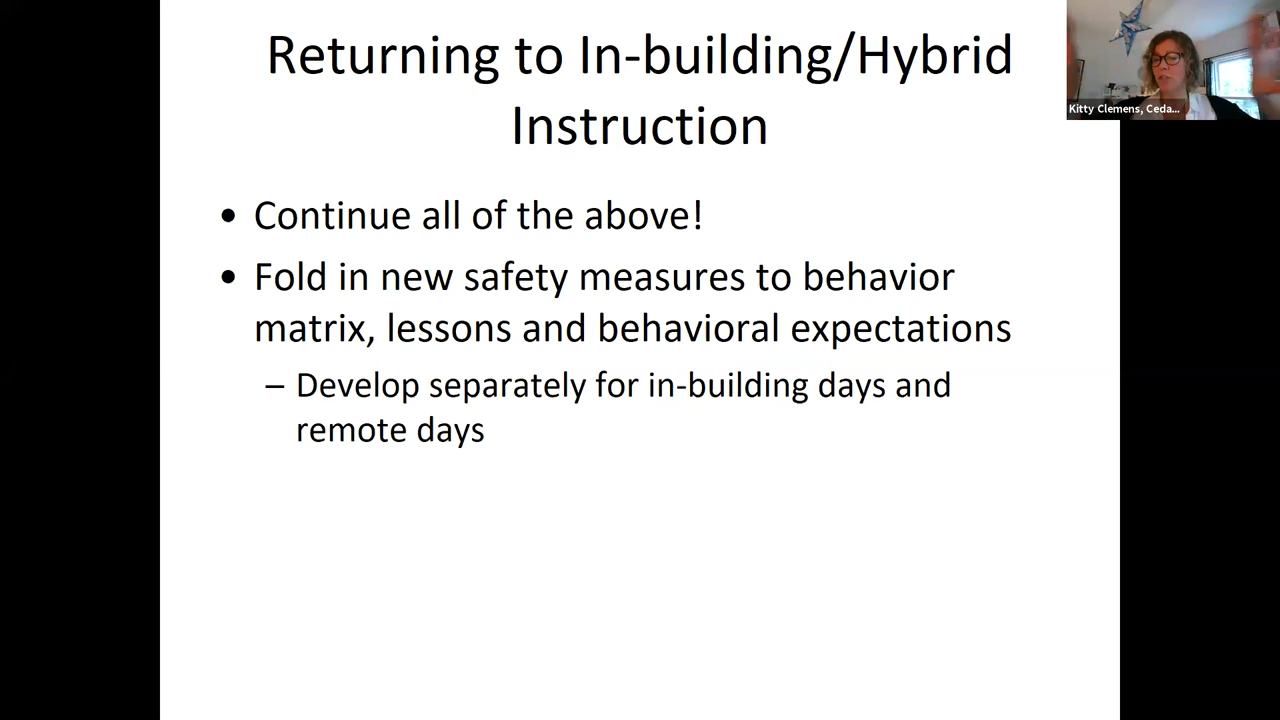 Returning to In-building/Hybrid
Instruction
• Continue all of the above!
• Fold in new safety measures to behavior
matrix, lessons and behavioral expectations
– Develop separately for in-building days and
remote days
Kitty Clemens, Ceda...